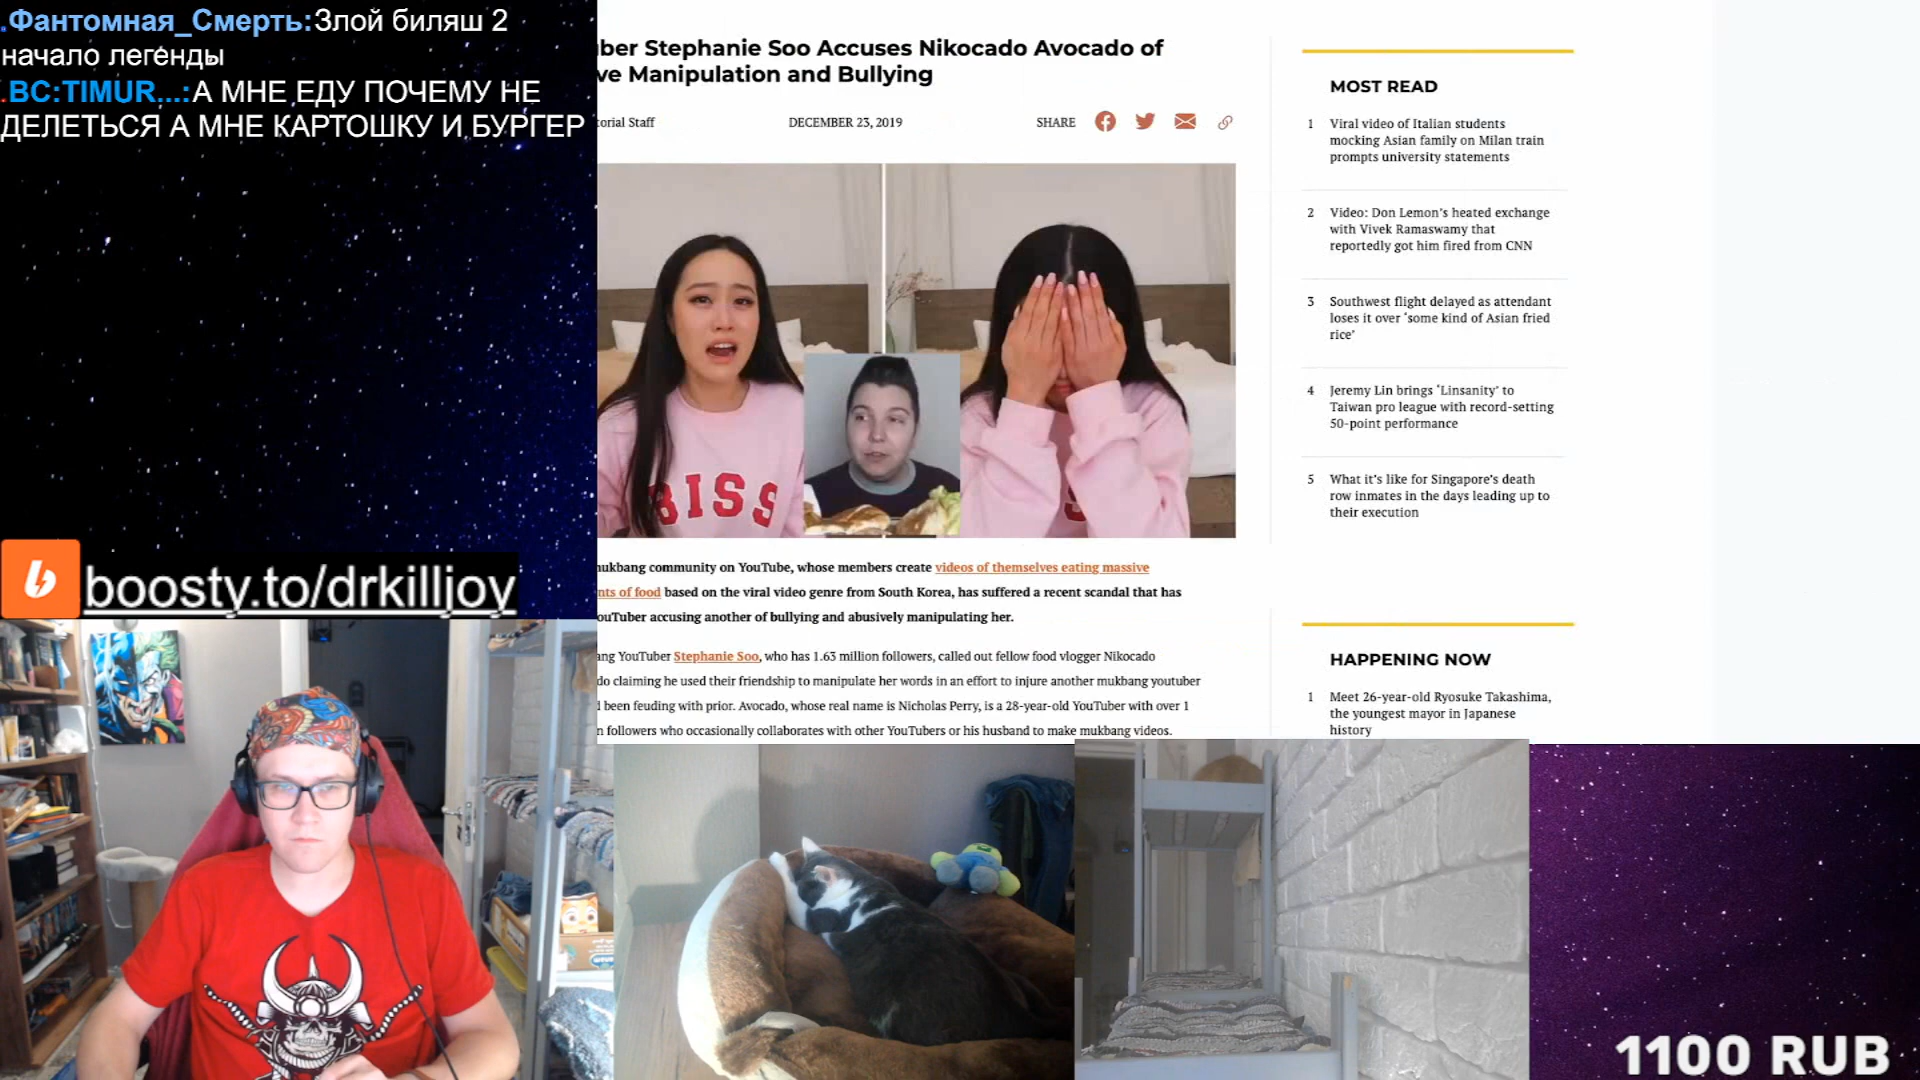 .Фантомная_Смерть:Злой биляш 2
начало легенды
.BC:TIMUR...:А МНЕ ЕДУ ПОЧЕМУ НЕ
ДЕЛЕТЬСЯ А МНЕ КАРТОШКУ И БУРГЕР
boosty.to/drkilljoy
uber Stephanie Soo Accuses Nikocado Avocado of
ve Manipulation and Bullying
torial Staff
DECEMBER 23, 2019
SHARE
BISS
mukbang community on YouTube, whose members create videos of themselves eating massive
nts of food based on the viral video genre from South Korea, has suffered a recent scandal that has
ouTuber accusing another of bullying and abusively manipulating her.
ang YouTuber Stephanie Soo, who has 1.63 million followers, called out fellow food vlogger Nikocado
do claiming he used their friendship to manipulate her words in an effort to injure another mukbang youtuber
l been feuding with prior. Avocado, whose real name is Nicholas Perry, is a 28-year-old YouTuber with over 1
n followers who occasionally collaborates with other YouTubers or his husband to make mukbang videos.
MOST READ
1 Viral video of Italian students
mocking Asian family on Milan train
prompts university statements
2 Video: Don Lemon's heated exchange
with Vivek Ramaswamy that
reportedly got him fired from CNN
3 Southwest flight delayed as attendant
loses it over 'some kind of Asian fried
rice'
4 Jeremy Lin brings 'Linsanity' to
Taiwan pro league with record-setting
50-point performance
5 What it's like for Singapore's death
row inmates in the days leading up to
their execution
HAPPENING NOW
1 Meet 26-year-old Ryosuke Takashima,
the youngest mayor in Japanese
history
1100 RUB